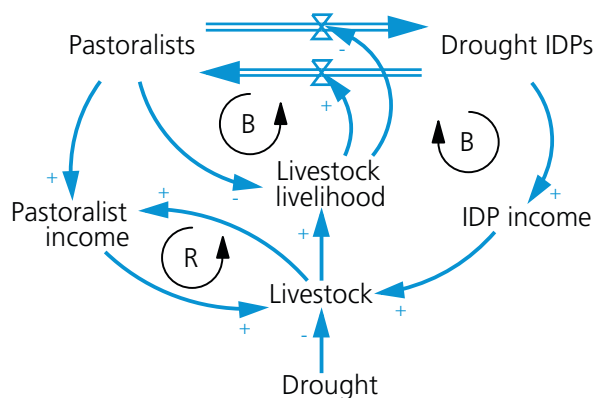 Pastoralists
Drought IDPs
-
+
B
B
Livestock
livelihood
+
+
-
+
Pastoralist
income
IDP income
+
R
Livestock
+
+
-
Drought